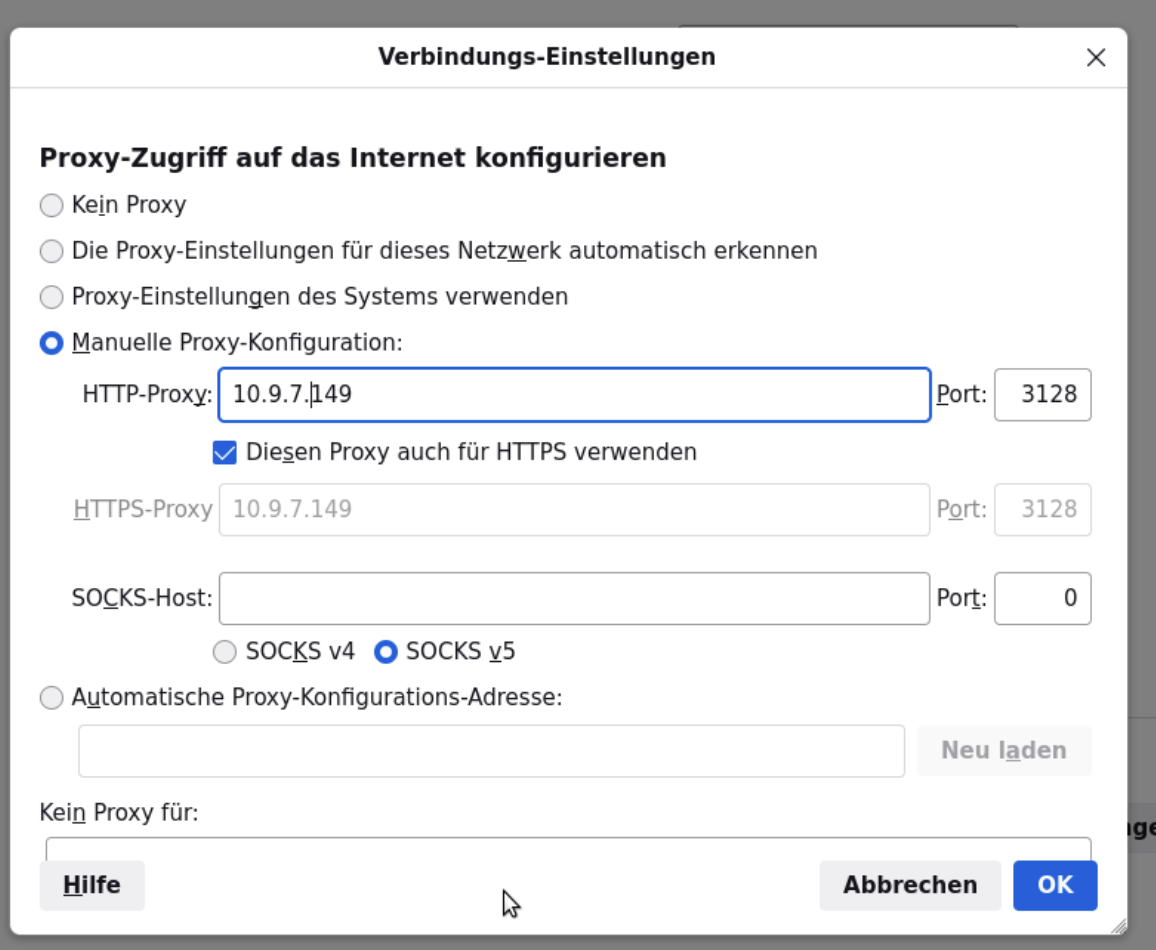 Verbindungs-Einstellungen
Proxy-Zugriff auf das Internet konfigurieren
Kein Proxy
Die Proxy-Einstellungen für dieses Netzwerk automatisch erkennen
Proxy-Einstellungen des Systems verwenden
Manuelle Proxy-Konfiguration:
HTTP-Proxy: 10.9.7.149 Port: 3128
Diesen Proxy auch für HTTPS verwenden
HTTPS-Proxy 10.9.7.149 Port: 3128
SOCKS-Host: Port: 0
SOCKS v4 SOCKS v5
Automatische Proxy-Konfigurations-Adresse:
Neu laden
Kein Proxy für:
Hilfe Abbrechen OK